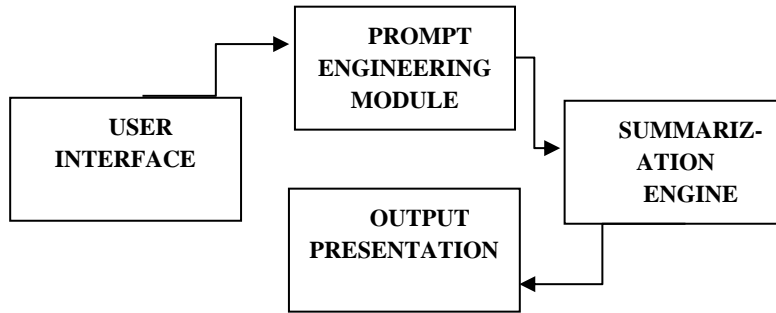 PROMPT
ENGINEERING
MODULE
USER
INTERFACE
SUMMARIZ-
ATION
ENGINE
OUTPUT
PRESENTATION